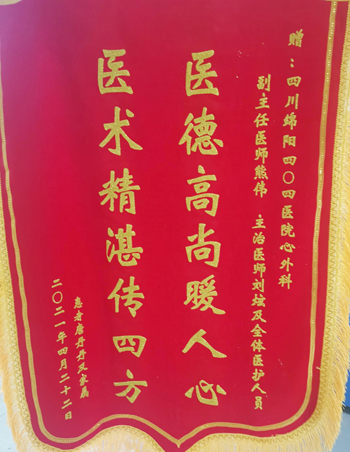 赠：四川绵阳四〇四医院心外科
副主任医师熊伟 主治医师刘炫及全体医护人员
医德高尚暖人心
医术精湛传四方
患者唐丹丹及家属
二〇二一年四月二十二日